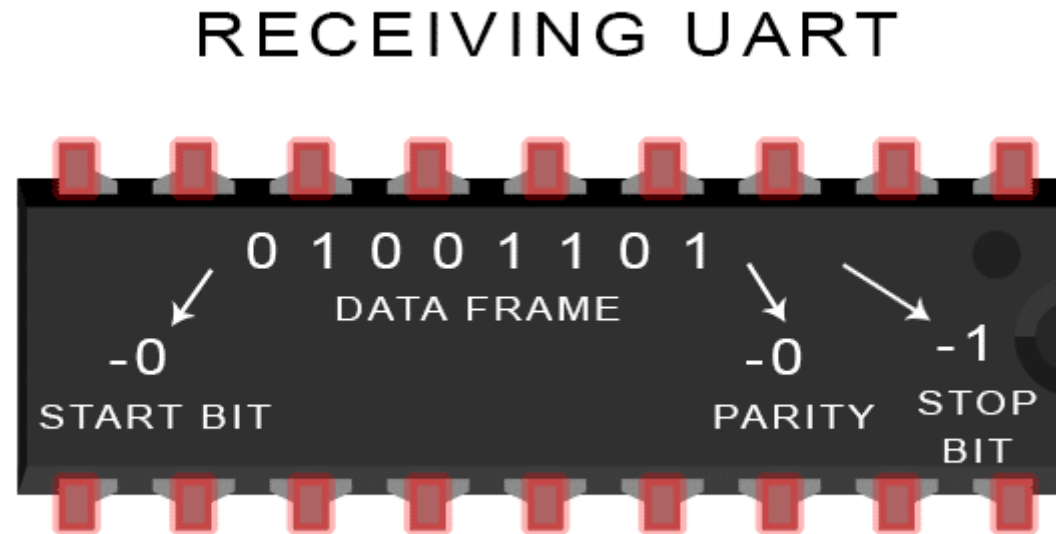 RECEIVING UART
0 1 0 0 1 1 0 1
DATA FRAME
-0
-0
-1
START BIT
PARITY
STOP
BIT